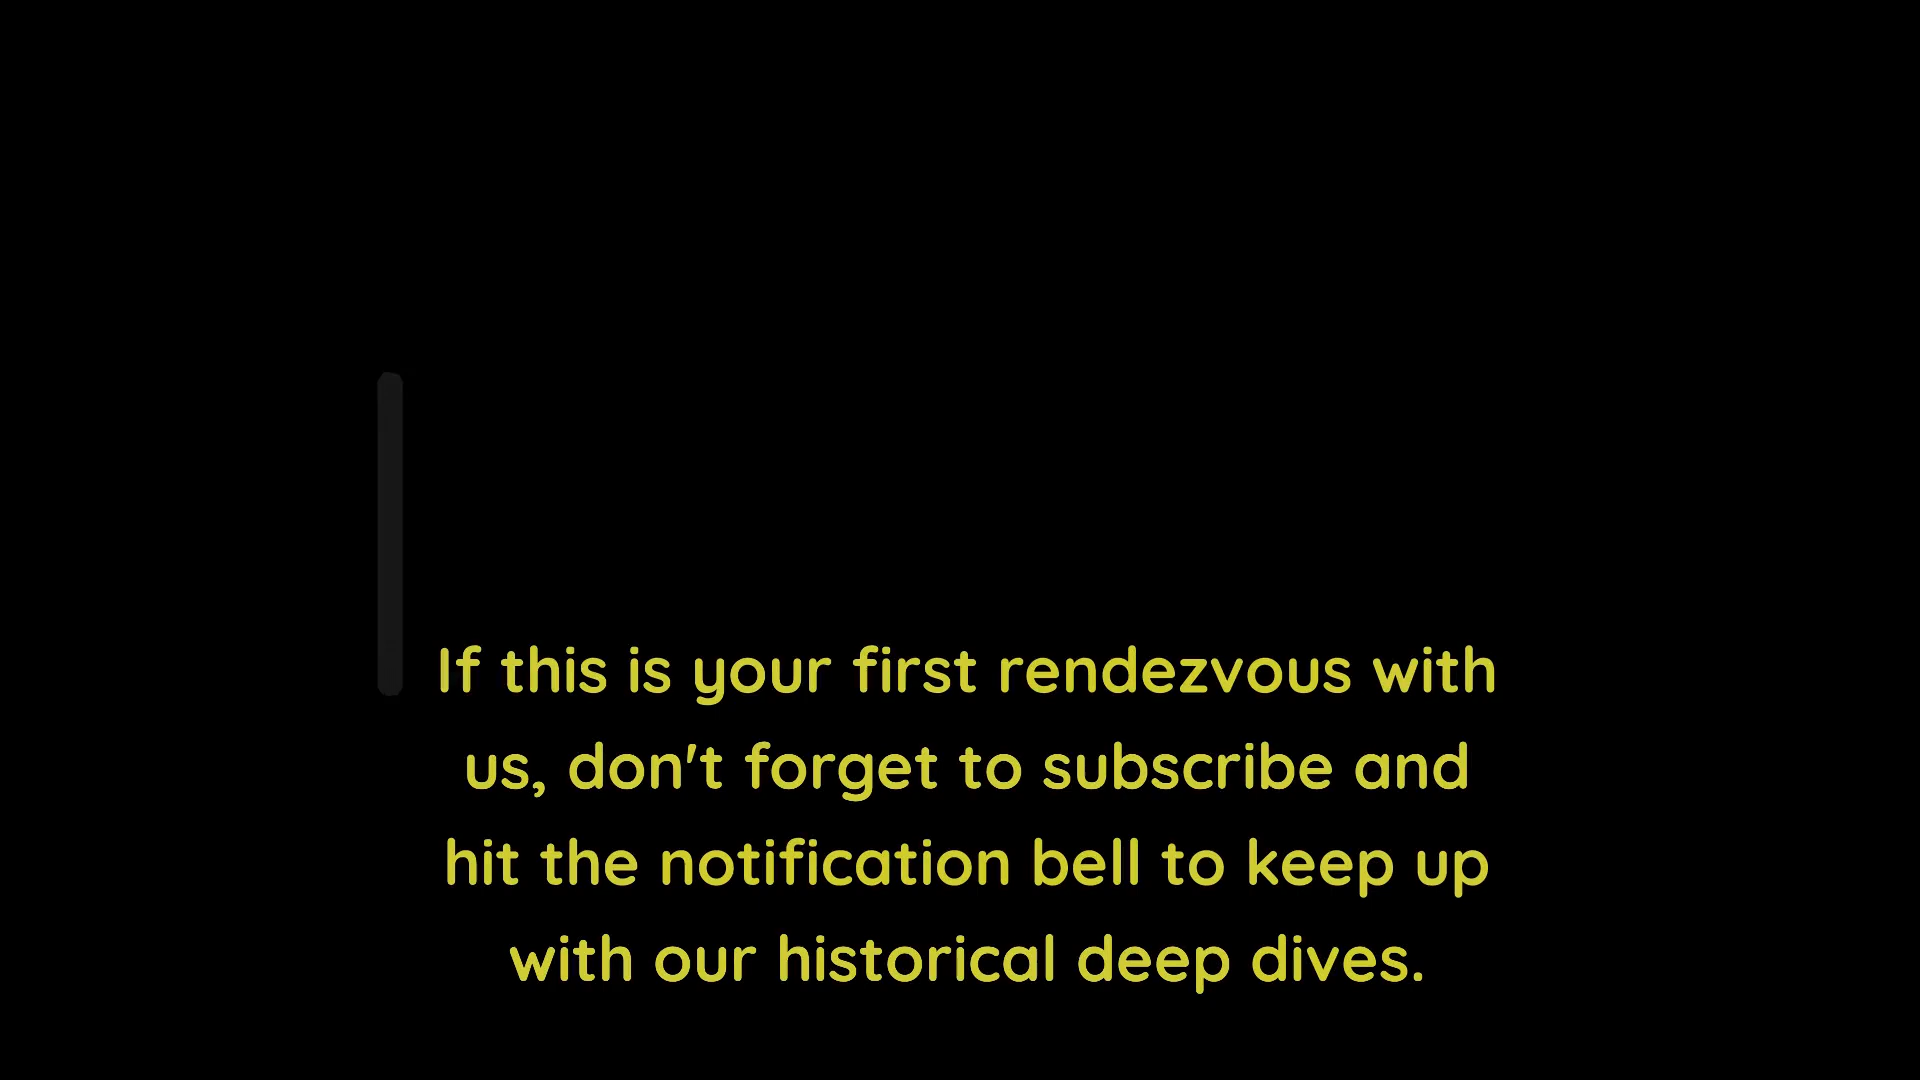 If this is your first rendezvous with
us, don't forget to subscribe and
hit the notification bell to keep up
with our historical deep dives.